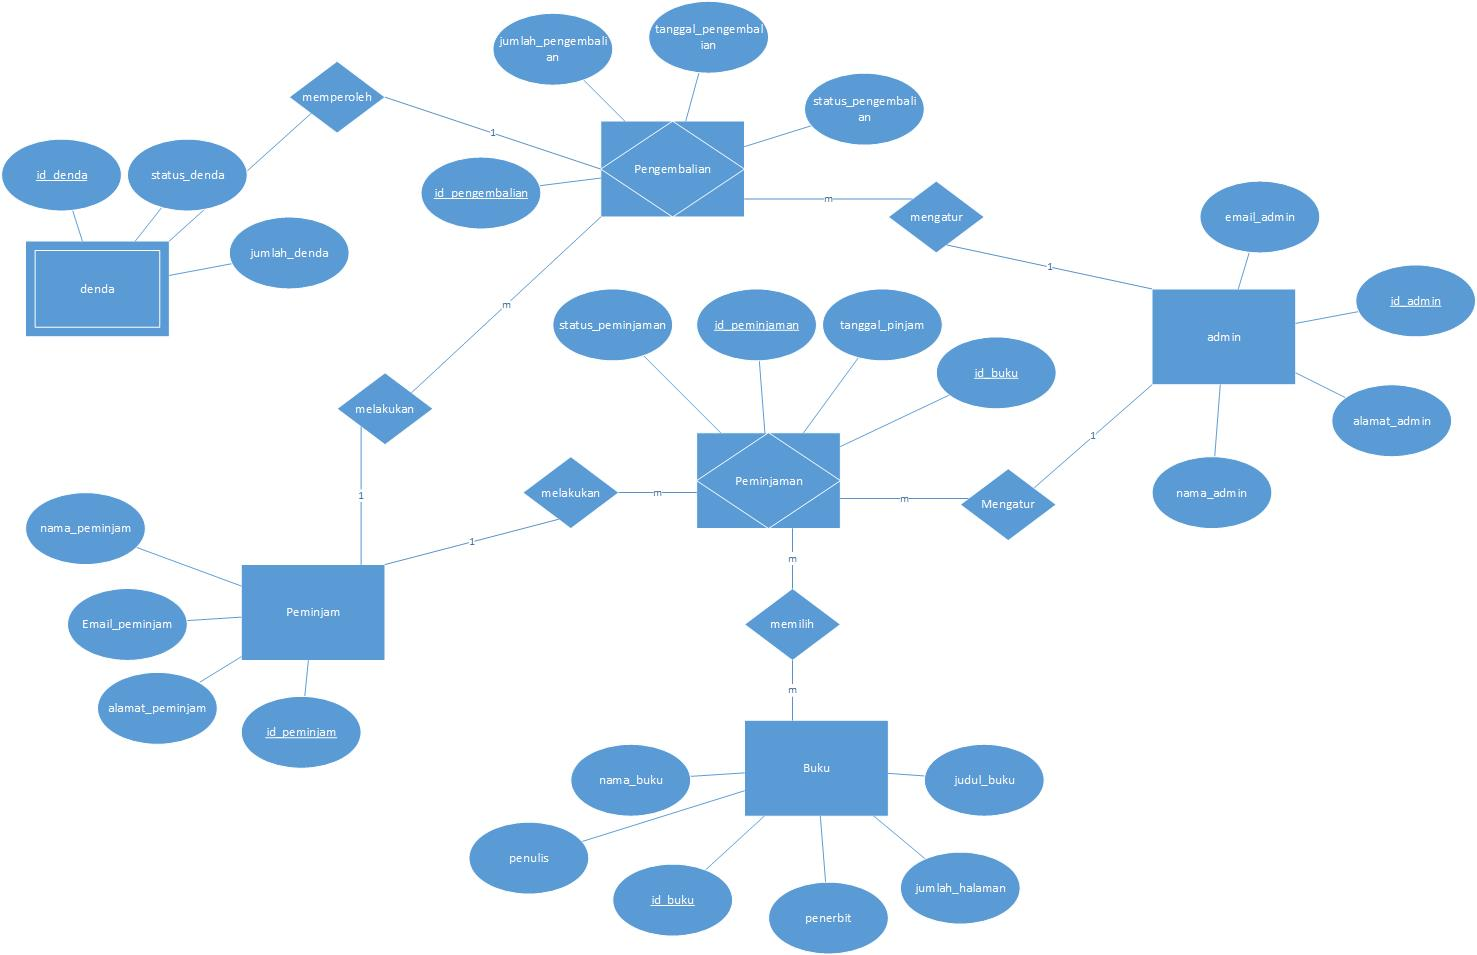 jumlah_pengembali
an
tanggal_pengembal
ian
memperoleh
status_pengembali
an
1
id_denda
status_denda
Pengembalian
id_pengembalian
m
mengatur
email_admin
jumlah_denda
1
denda
m
id_admin
status_peminjaman
id_peminjaman
tanggal_pinjam
admin
id_buku
melakukan
alamat_admin
1
Peminjaman
melakukan
m
1
m
Mengatur
nama_admin
nama_peminjam
1
m
Peminjam
Email_peminjam
memilih
m
alamat_peminjam
id_peminjam
Buku
nama_buku
judul_buku
penulis
jumlah_halaman
id_buku
penerbit